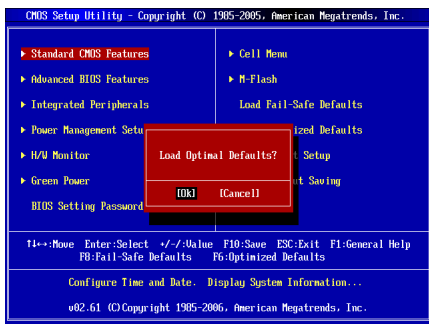 CMOS Setup Utility - Copyright (C) 1985-2005, American Megatrends, Inc.
Standard CMOS Features
Cell Menu
Advanced BIOS Features
M-Flash
Integrated Peripherals
Load Fail-Safe Defaults
Power Management Setu
ized Defaults
H/W Monitor
Load Optimal Defaults?
t Setup
Green Power
ut Saving
[Ok] [Cancel]
BIOS Setting Password
↑↓↔:Move Enter:Select +/-/:Value F10:Save ESC:Exit F1:General Help
F8:Fail-Safe Defaults F6:Optimized Defaults
Configure Time and Date. Display System Information...
v02.61 (C)Copyright 1985-2006, American Megatrends, Inc.